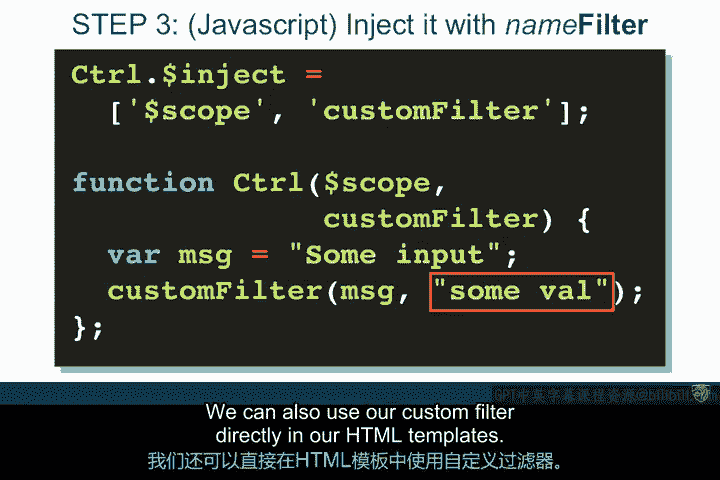 STEP 3: (Javascript) Inject it with nameFilter
Ctrl.$inject =
['$scope', 'customFilter'];
function Ctrl($scope,
customFilter) {
var msg = "Some input";
customFilter(msg, "some val");
};
We can also use our custom filter
directly in our HTML templates.
我们还可以直接在HTML模板中使用自定义过滤器。